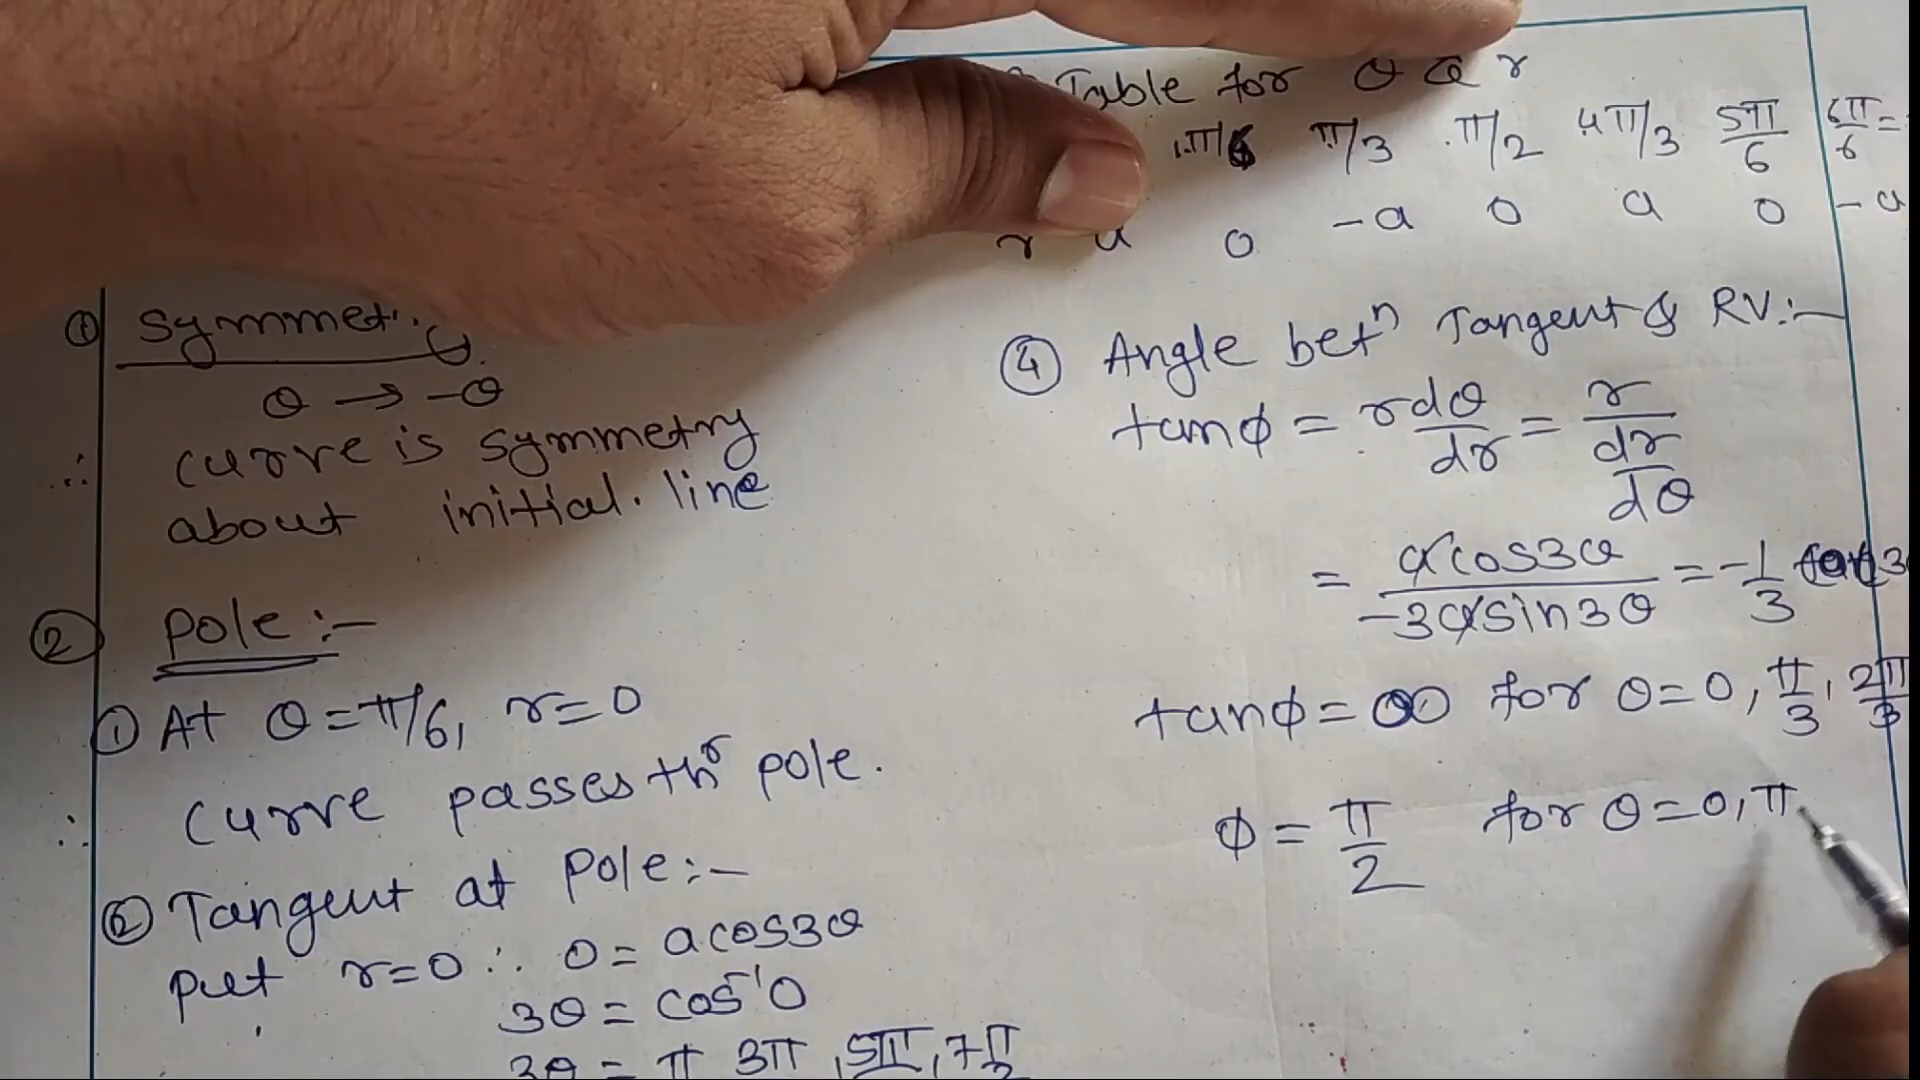 ① Symmetry
θ → -θ
∴ curve is symmetry
about initial. line
② pole :-
① At θ = π/6, r = 0
∴ curve passes thʳ pole.
② Tangent at pole :-
put r = 0 ∴ 0 = a cos3θ
3θ = cos⁻¹0
3θ = π 3π , 5π , 7π
Table for θ & r
π/6 π/3 π/2 4π/3 5π/6 6π/6 =
r a 0 -a 0 a 0 -a
④ Angle betⁿ Tangent & RV :-
tanφ = r dθ/dr = r/(dr/dθ)
= a cos3θ / -3a sin3θ = -1/3 cot3θ
tanφ = ∞ for θ = 0, π/3, 2π/3
φ = π/2 for θ = 0, π